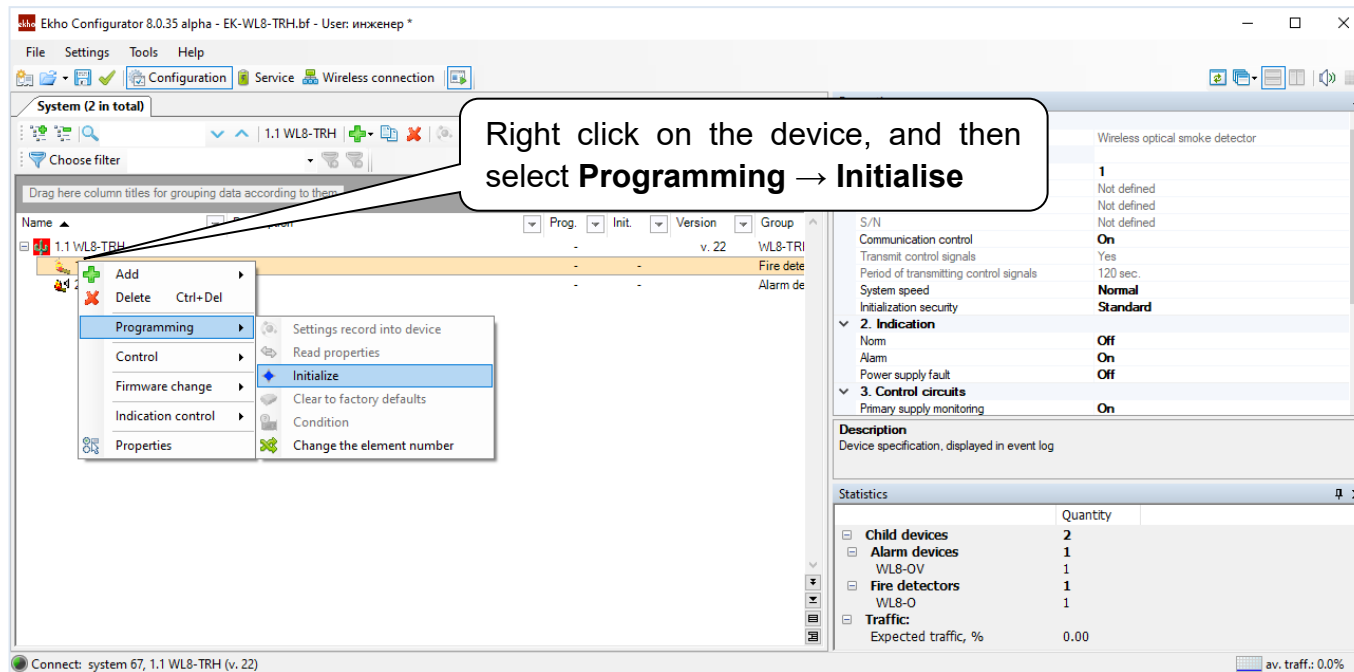 Ekho Configurator 8.0.35 alpha - EK-WL8-TRH.bf - User: инженер *
File Settings Tools Help
Configuration Service Wireless connection
System (2 in total)
1.1 WL8-TRH
Choose filter
Drag here column titles for grouping data according to them
Name Prog. Init. Version Group
1.1 WL8-TRH - v. 22 WL8-TRI
- - Fire dete
2 - - Alarm de
Right click on the device, and then
select Programming → Initialise
Add
Delete Ctrl+Del
Programming
Control
Firmware change
Indication control
Properties
Settings record into device
Read properties
Initialize
Clear to factory defaults
Condition
Change the element number
Wireless optical smoke detector
1
Not defined
Not defined
S/N Not defined
Communication control On
Transmit control signals Yes
Period of transmitting control signals 120 sec.
System speed Normal
Initialization security Standard
2. Indication
Norm Off
Alarm On
Power supply fault Off
3. Control circuits
Primary supply monitoring On
Description
Device specification, displayed in event log
Statistics
Quantity
Child devices 2
Alarm devices 1
WL8-OV 1
Fire detectors 1
WL8-O 1
Traffic:
Expected traffic, % 0.00
Connect: system 67, 1.1 WL8-TRH (v. 22) av. traff.: 0.0%